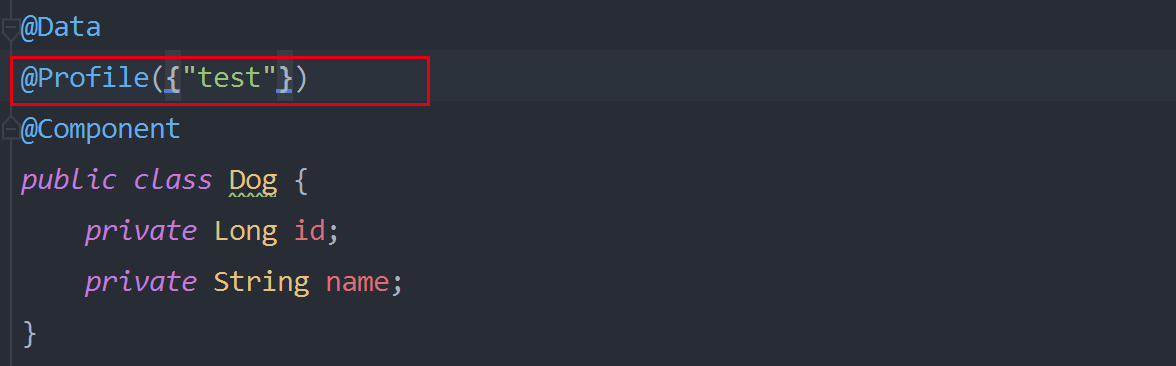 @Data
@Profile({"test"})
@Component
public class Dog {
    private Long id;
    private String name;
}